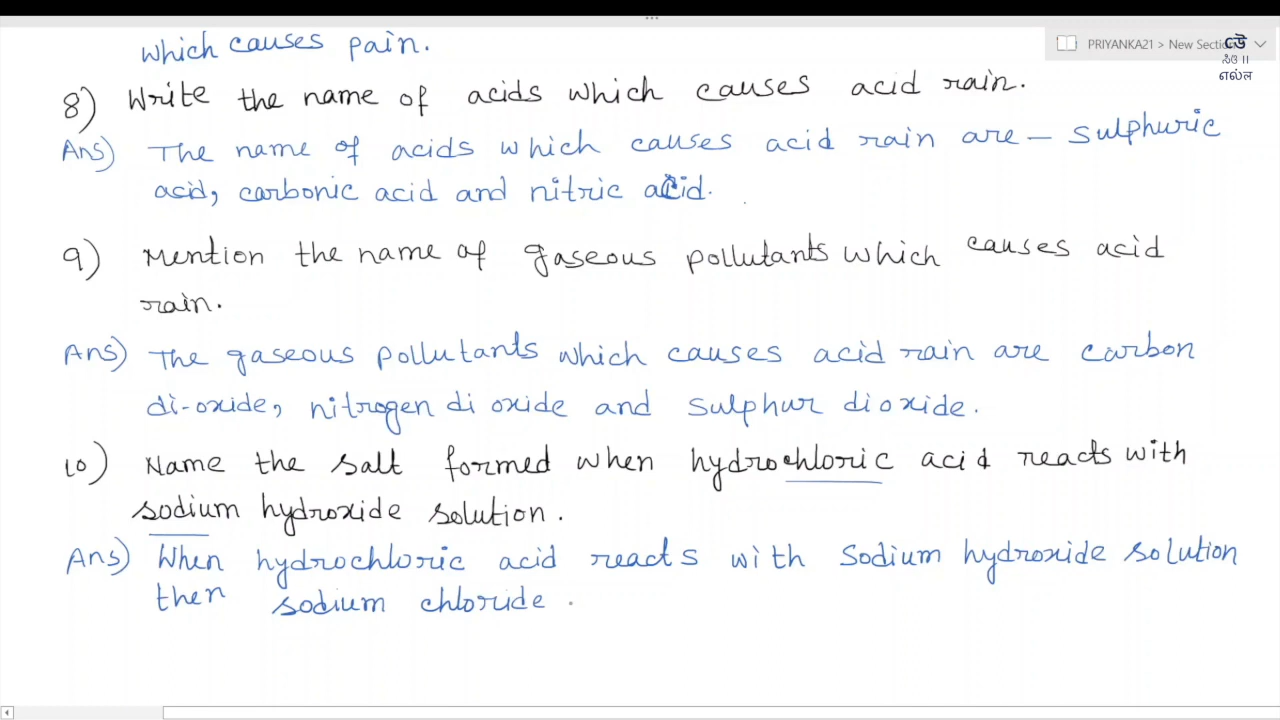 which causes pain.
PRIYANKA21 > New Section
8) Write the name of acids which causes acid rain.
Ans) The name of acids which causes acid rain are – sulphuric
acid, carbonic acid and nitric acid.
9) Mention the name of gaseous pollutants which causes acid
rain.
Ans) The gaseous pollutants which causes acid rain are carbon
di-oxide, nitrogen di oxide and sulphur dioxide.
10) Name the salt formed when hydrochloric acid reacts with
sodium hydroxide solution.
Ans) When hydrochloric acid reacts with sodium hydroxide solution
then sodium chloride